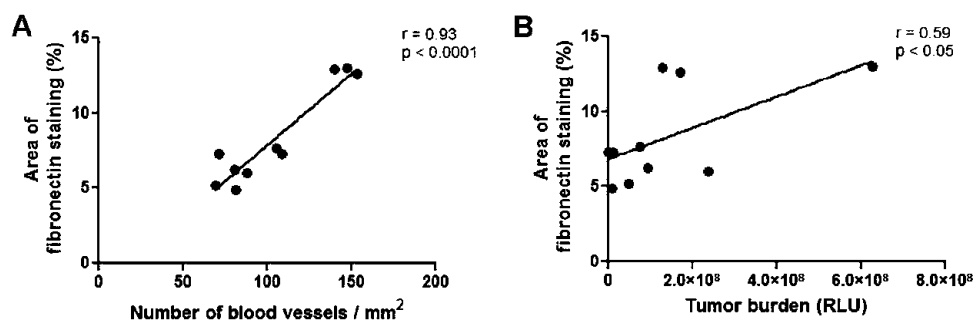 A
r = 0.93
p < 0.0001
Area of
fibronectin staining (%)
15
10
5
0
0
50
100
150
200
Number of blood vessels / mm²
B
r = 0.59
p < 0.05
Area of
fibronectin staining (%)
15
10
5
0
0
2.0×10⁸
4.0×10⁸
6.0×10⁸
8.0×10⁸
Tumor burden (RLU)